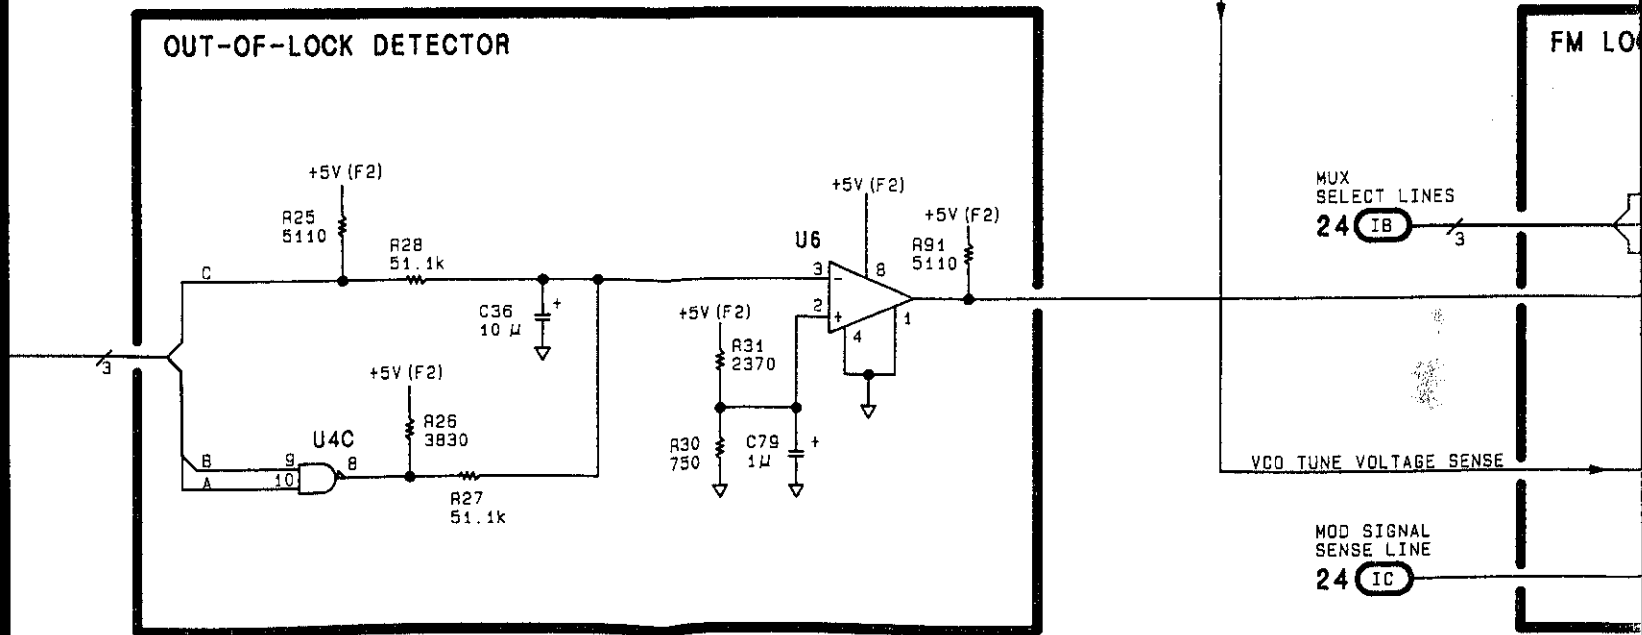 OUT-OF-LOCK DETECTOR
+5V (F2)
R25
5110
R28
51.1k
C
C36
10 µ
+
3
+5V (F2)
R26
3830
U4C
B
9
8
A
10
R27
51.1k
+5V (F2)
R31
2370
R30
750
C79
1µ
+
+5V (F2)
U6
3
-
8
2
+
4
1
+5V (F2)
R91
5110
FM LO
MUX
SELECT LINES
24 IB
3
VCO TUNE VOLTAGE SENSE
MOD SIGNAL
SENSE LINE
24 IC